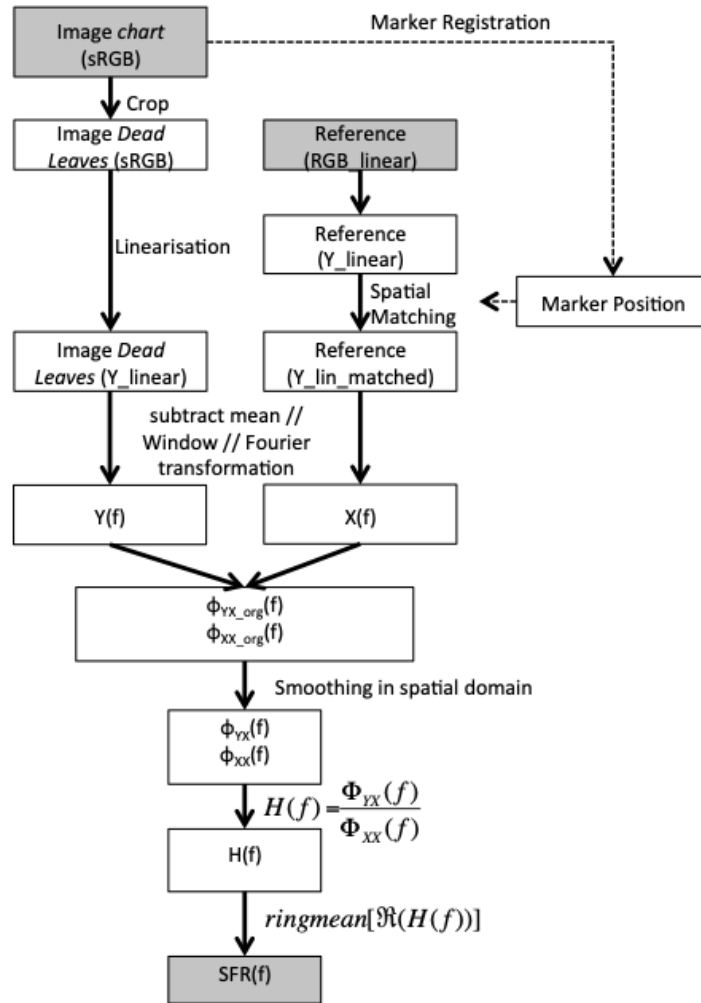 Image chart
(sRGB)
Marker Registration
Crop
Image Dead
Leaves (sRGB)
Reference
(RGB_linear)
Linearisation
Reference
(Y_linear)
Spatial
Matching
Marker Position
Image Dead
Leaves (Y_linear)
Reference
(Y_lin_matched)
subtract mean //
Window // Fourier
transformation
Y(f)
X(f)
ϕYX_org(f)
ϕXX_org(f)
Smoothing in spatial domain
ϕYX(f)
ϕXX(f)
H(f)=ΦYX(f)/ΦXX(f)
H(f)
ringmean[ℜ(H(f))]
SFR(f)